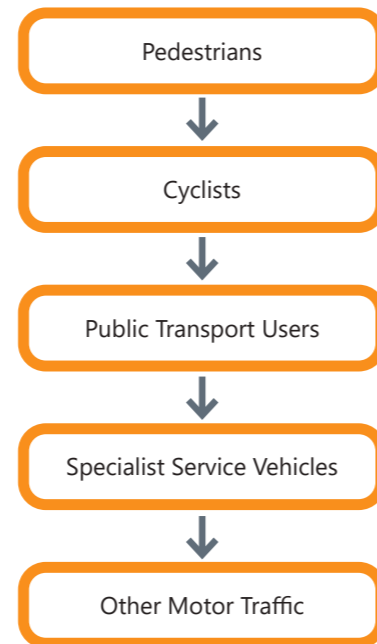 Pedestrians
Cyclists
Public Transport Users
Specialist Service Vehicles
Other Motor Traffic